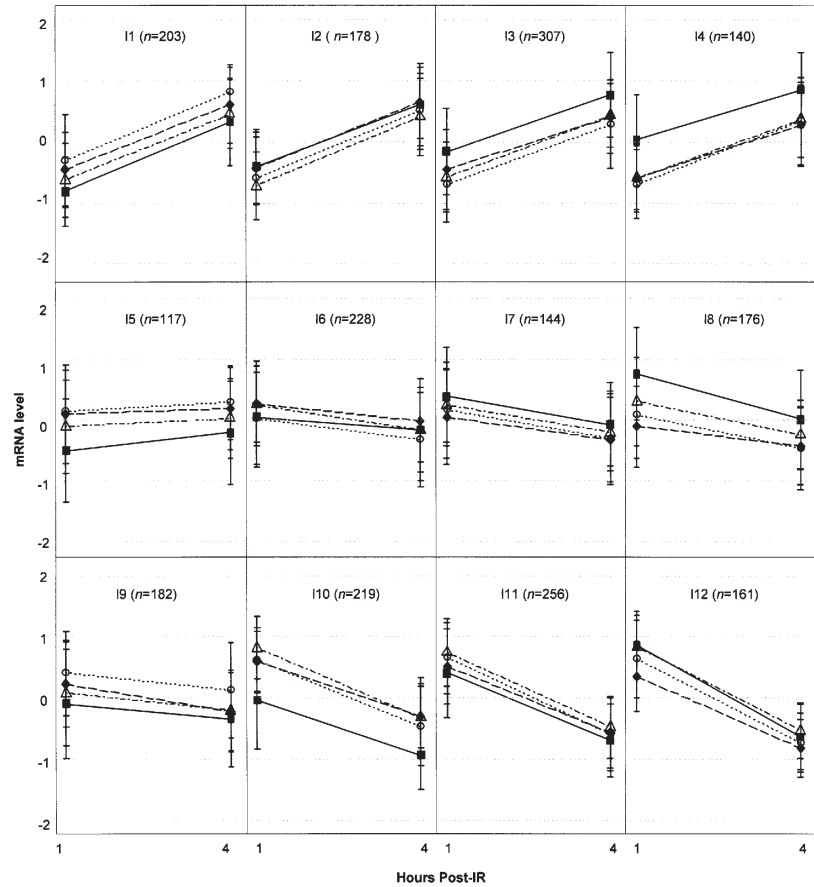 2
I1 (n=203)
I2 ( n=178 )
I3 (n=307)
I4 (n=140)
1
0
-1
-2
2
I5 (n=117)
I6 (n=228)
I7 (n=144)
I8 (n=176)
1
0
-1
-2
mRNA level
2
I9 (n=182)
I10 (n=219)
I11 (n=256)
I12 (n=161)
1
0
-1
-2
1 4 1 4 1 4 1 4
Hours Post-IR